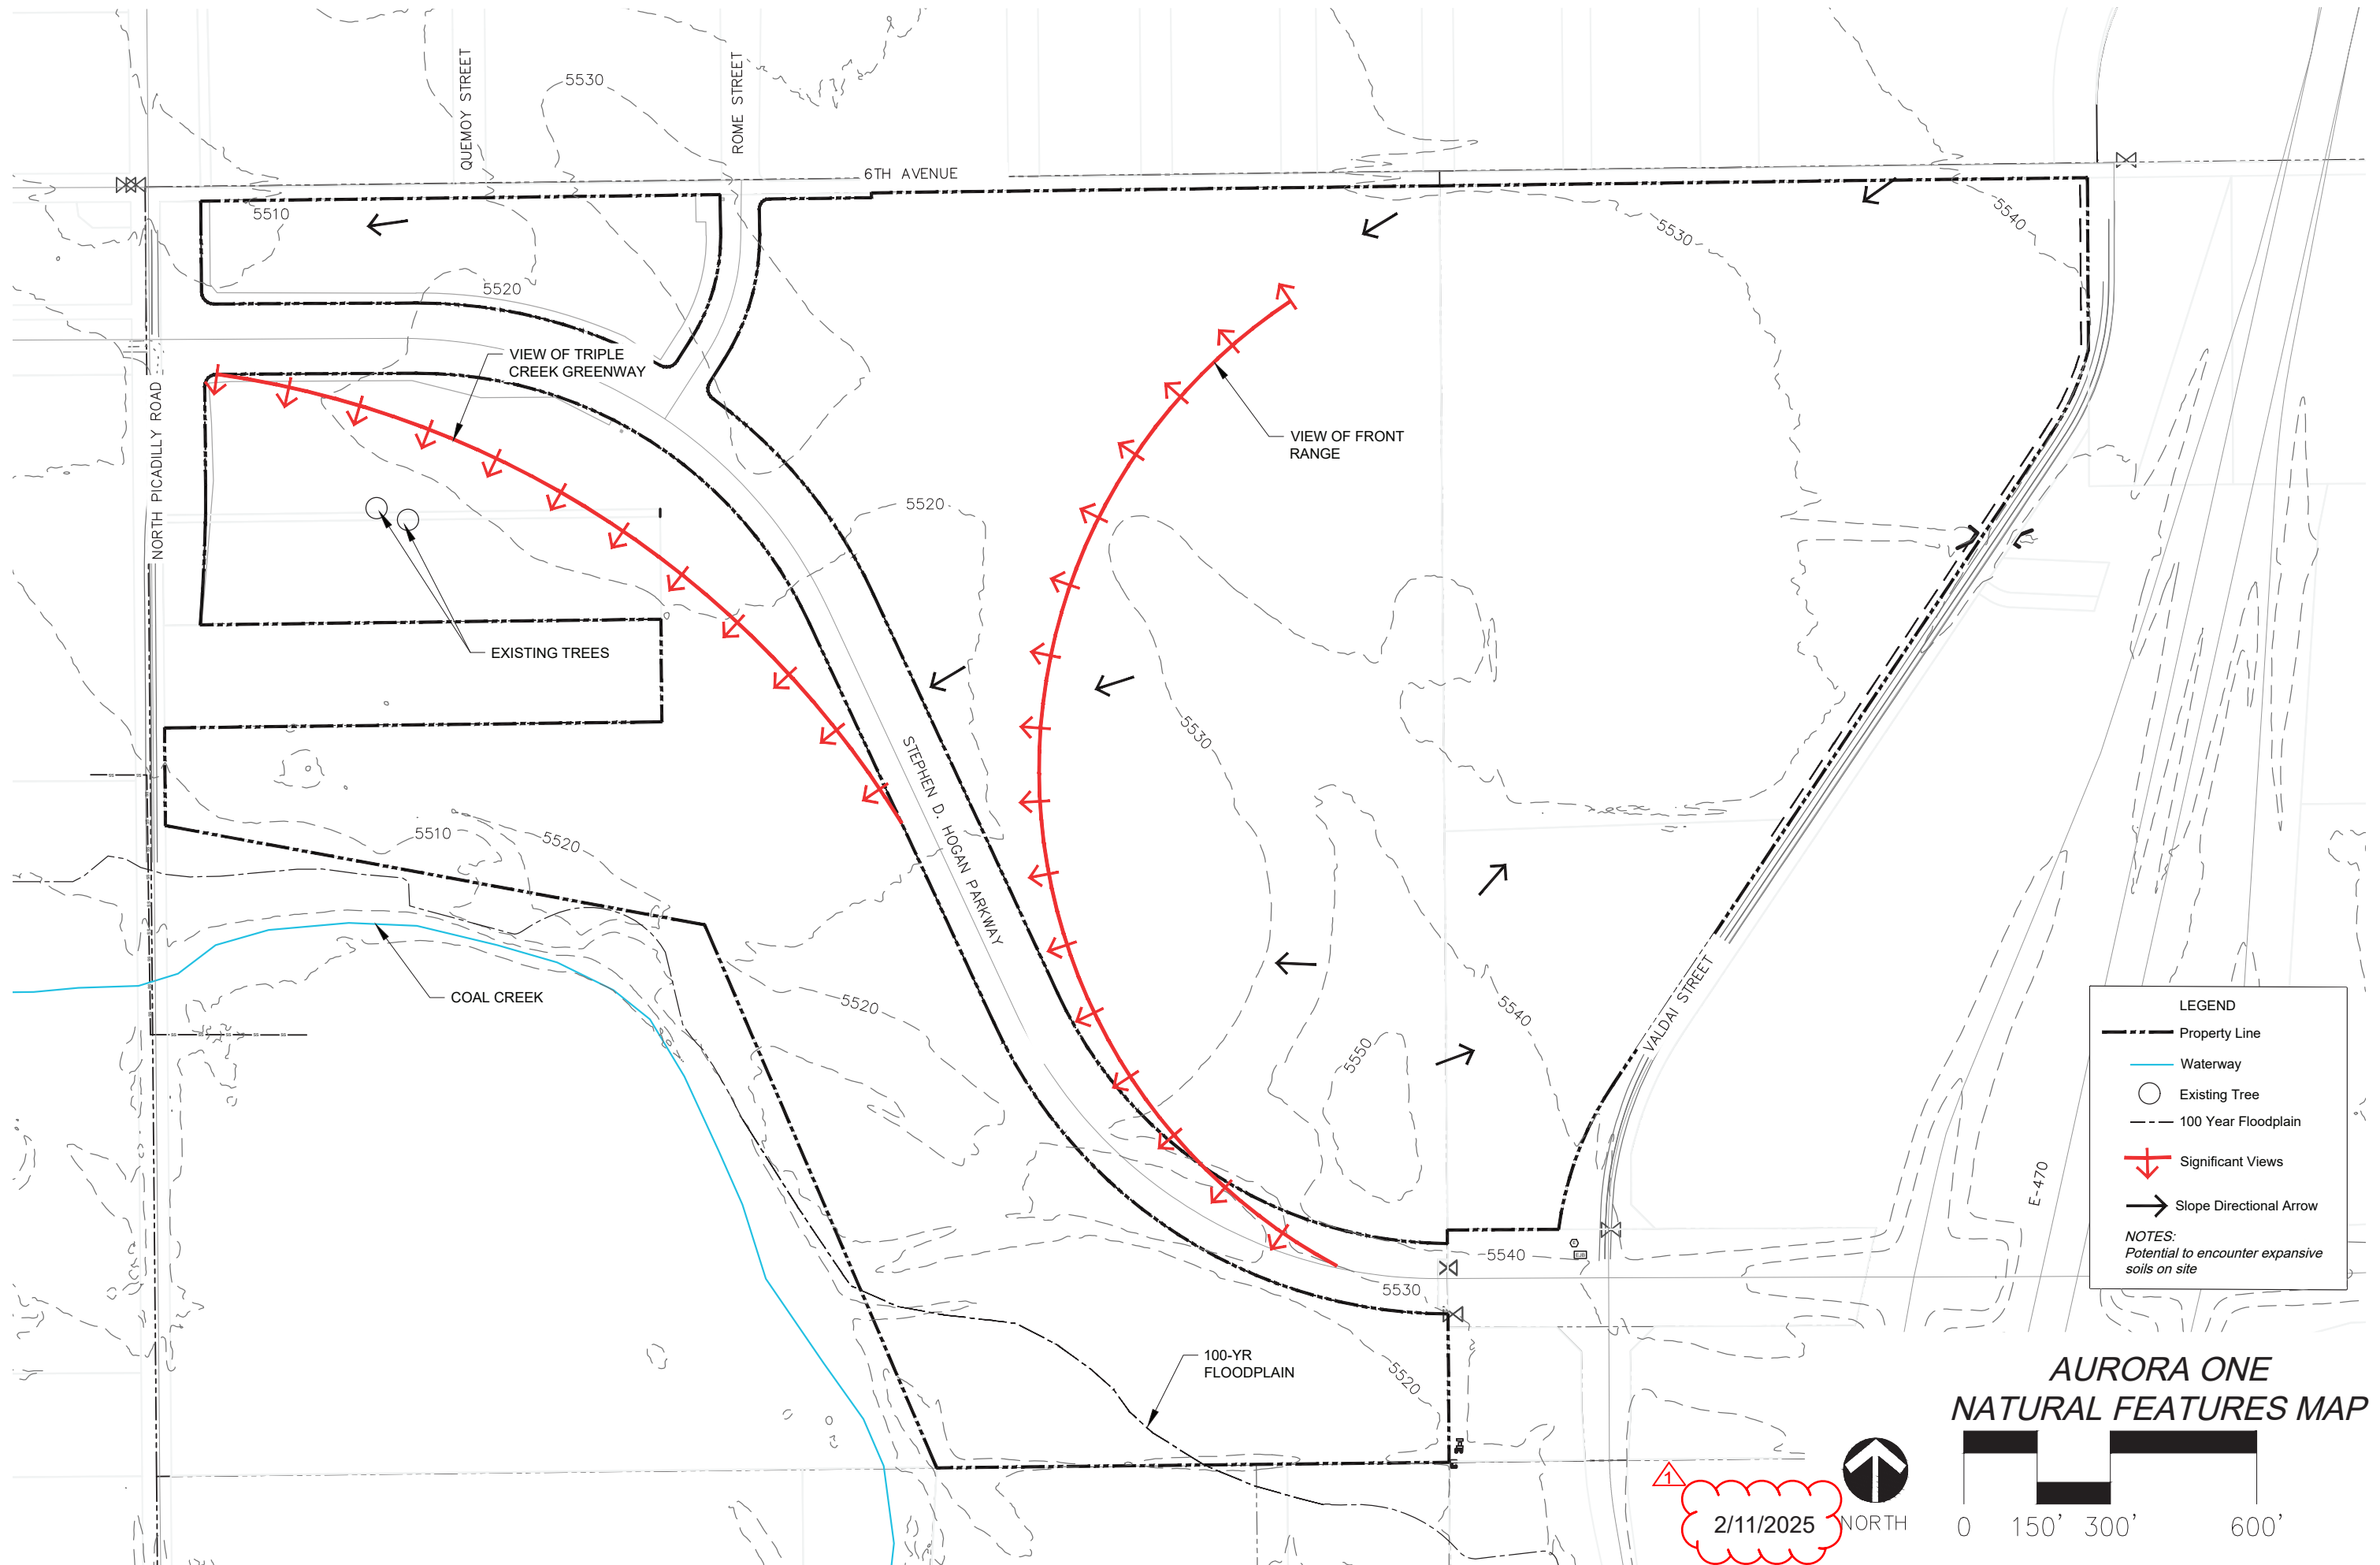 QUEMOY STREET
5530
ROME STREET
6TH AVENUE
5510
5530
5540
5520
VIEW OF TRIPLE
CREEK GREENWAY
NORTH PICADILLY ROAD
VIEW OF FRONT
RANGE
5520
EXISTING TREES
5530
STEPHEN D. HOGAN PARKWAY
5510
5520
COAL CREEK
5520
5540
VALDAI STREET
5550
LEGEND
Property Line
Waterway
Existing Tree
100 Year Floodplain
Significant Views
Slope Directional Arrow
NOTES:
Potential to encounter expansive
soils on site
E-470
5540
5530
100-YR
FLOODPLAIN
5520
AURORA ONE
NATURAL FEATURES MAP
1
2/11/2025
NORTH
0 150' 300' 600'